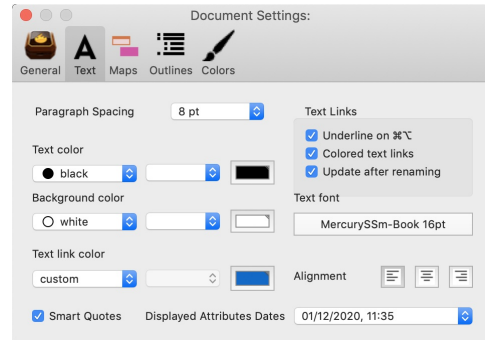 Document Settings:
General Text Maps Outlines Colors
Paragraph Spacing 8 pt
Text Links
Underline on ⌘⌥
Colored text links
Update after renaming
Text color
black
Background color
white
Text font
MercurySSm-Book 16pt
Text link color
custom
Alignment
Smart Quotes
Displayed Attributes Dates 01/12/2020, 11:35